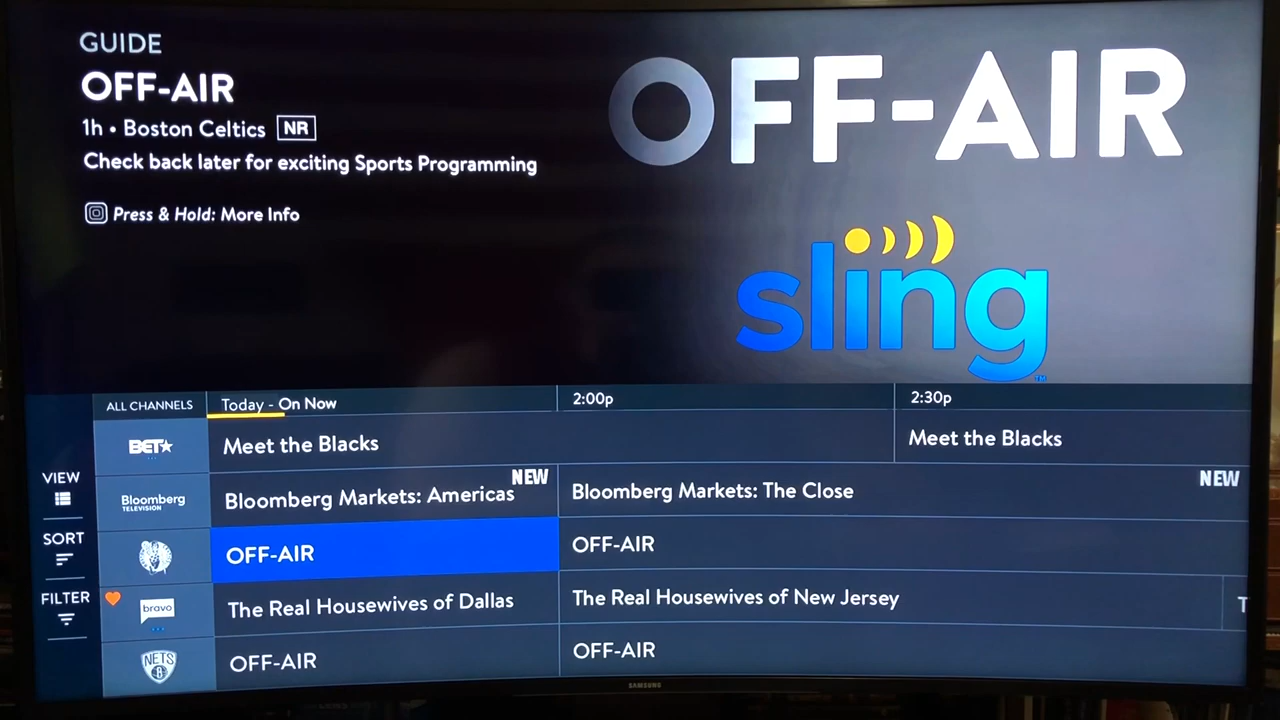 GUIDE
OFF-AIR
1h • Boston Celtics NR
Check back later for exciting Sports Programming
Press & Hold: More Info
OFF-AIR
sling
TM
ALL CHANNELS Today - On Now 2:00p 2:30p
BET★ Meet the Blacks Meet the Blacks
Bloomberg TELEVISION Bloomberg Markets: Americas NEW Bloomberg Markets: The Close NEW
OFF-AIR OFF-AIR
bravo The Real Housewives of Dallas The Real Housewives of New Jersey T
NETS B OFF-AIR OFF-AIR
VIEW
SORT
FILTER
SAMSUNG